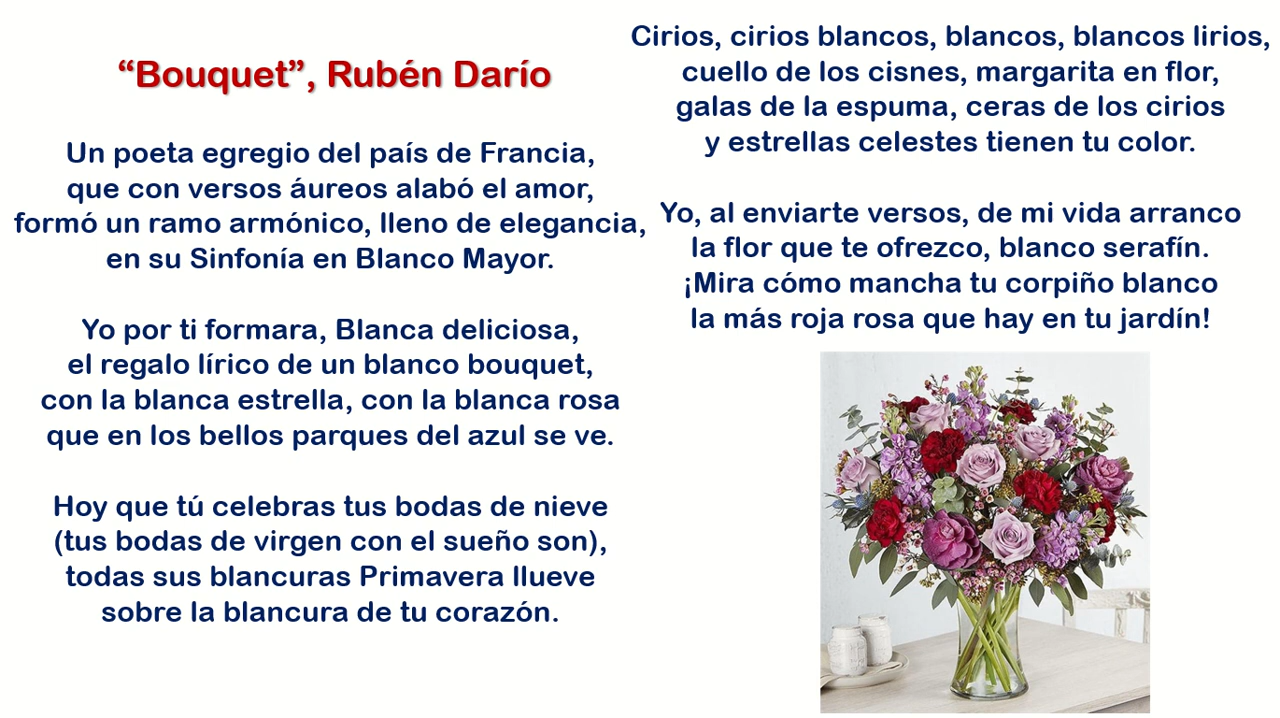 “Bouquet”, Rubén Darío
Un poeta egregio del país de Francia,
que con versos áureos alabó el amor,
formó un ramo armónico, lleno de elegancia,
en su Sinfonía en Blanco Mayor.
Yo por ti formara, Blanca deliciosa,
el regalo lírico de un blanco bouquet,
con la blanca estrella, con la blanca rosa
que en los bellos parques del azul se ve.
Hoy que tú celebras tus bodas de nieve
(tus bodas de virgen con el sueño son),
todas sus blancuras Primavera llueve
sobre la blancura de tu corazón.
Cirios, cirios blancos, blancos, blancos lirios,
cuello de los cisnes, margarita en flor,
galas de la espuma, ceras de los cirios
y estrellas celestes tienen tu color.
Yo, al enviarte versos, de mi vida arranco
la flor que te ofrezco, blanco serafín.
¡Mira cómo mancha tu corpiño blanco
la más roja rosa que hay en tu jardín!